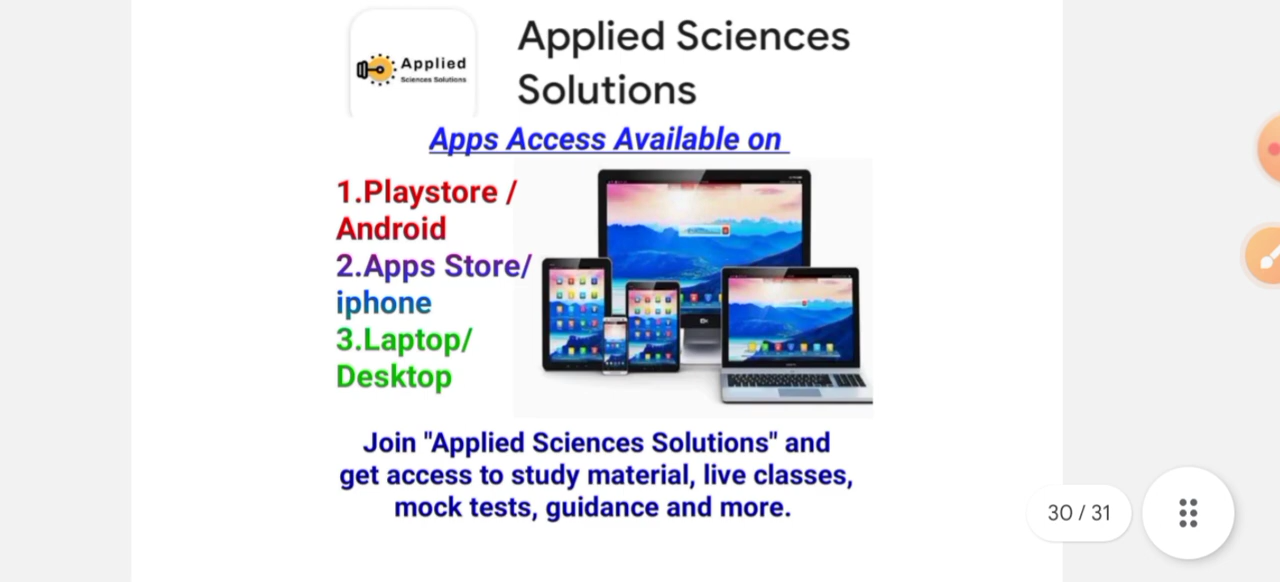 Applied
Sciences Solutions
Applied Sciences
Solutions
Apps Access Available on
1.Playstore /
Android
2.Apps Store/
iphone
3.Laptop/
Desktop
Join "Applied Sciences Solutions" and
get access to study material, live classes,
mock tests, guidance and more.
30 / 31